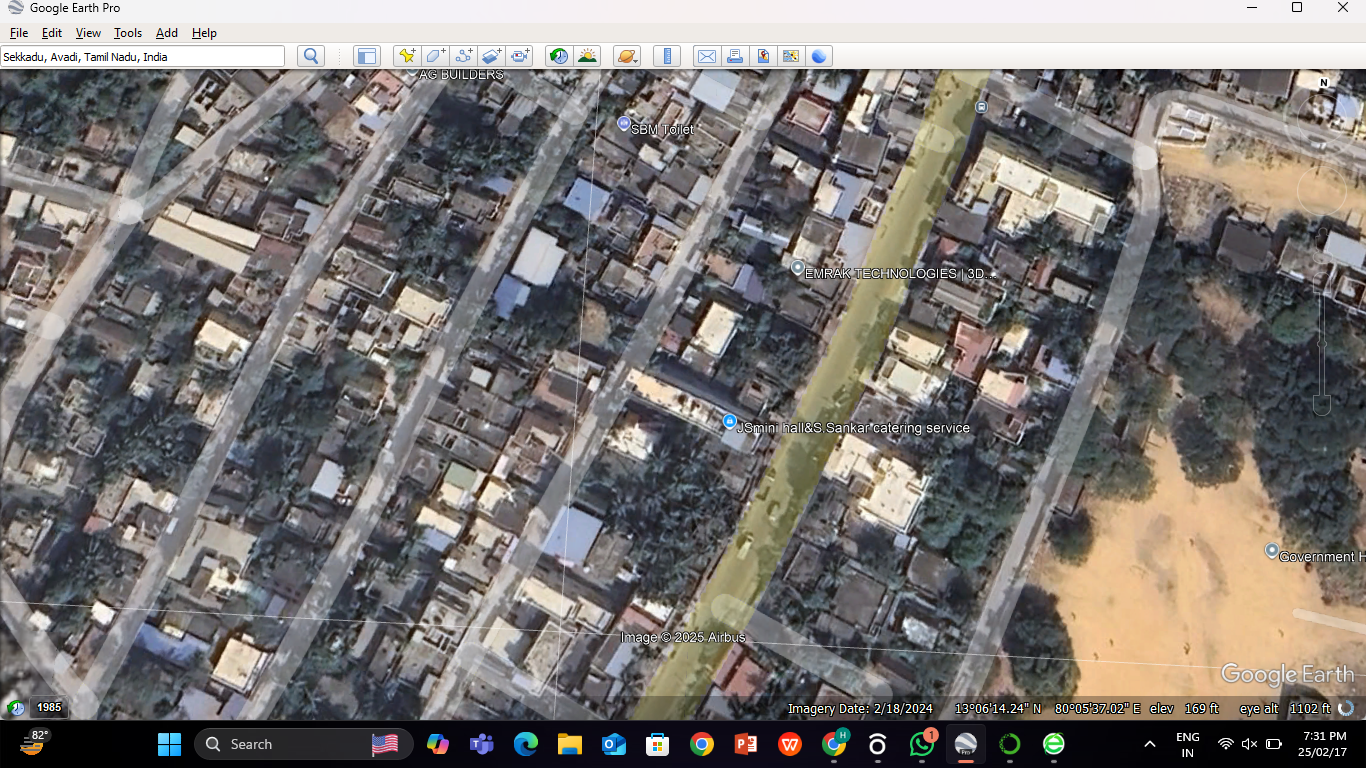 Google Earth Pro
File Edit View Tools Add Help
Sekkadu, Avadi, Tamil Nadu, India
AG BUILDERS
N
SBM Toilet
EMRAK TECHNOLOGIES | 3D...
JSmini hall&S.Sankar catering service
Government H
Image © 2025 Airbus
Google Earth
1985
Imagery Date: 2/18/2024 13°06'14.24" N 80°05'37.02" E elev 169 ft eye alt 1102 ft
82°
Search
H
1
Pro
ENG
IN
7:31 PM
25/02/17